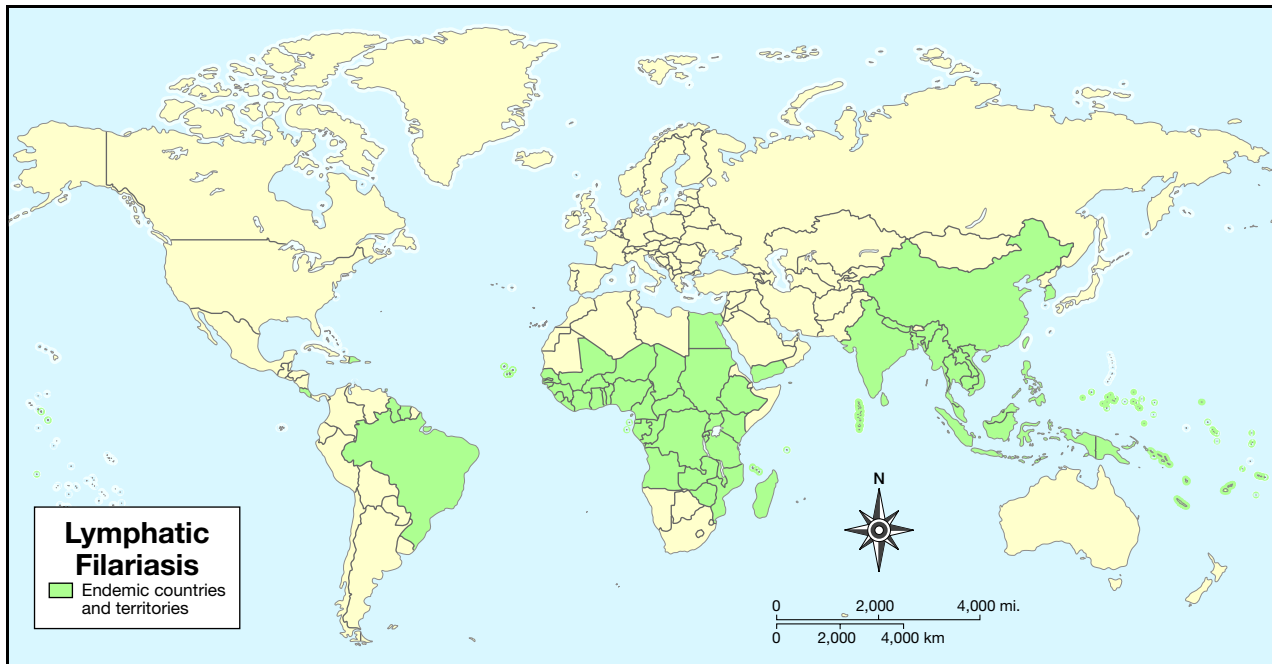 Lymphatic
Filariasis
Endemic countries
and territories
N
0 2,000 4,000 mi.
0 2,000 4,000 km